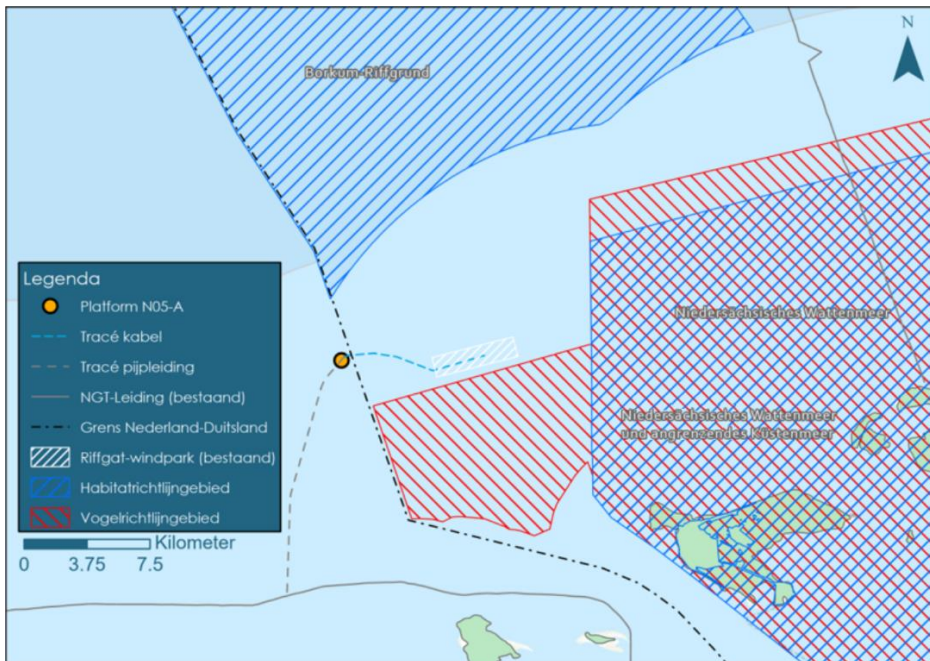 Borkum-Riffgrund
N
Niedersächsisches Wattenmeer
Niedersächsisches Wattenmeer
und angrenzendes Küstenmeer
Legenda
Platform N05-A
Tracé kabel
Tracé pijpleiding
NGT-Leiding (bestaand)
Grens Nederland-Duitsland
Riffgat-windpark (bestaand)
Habitatrichtlijngebied
Vogelrichtlijngebied
Kilometer
0 3.75 7.5